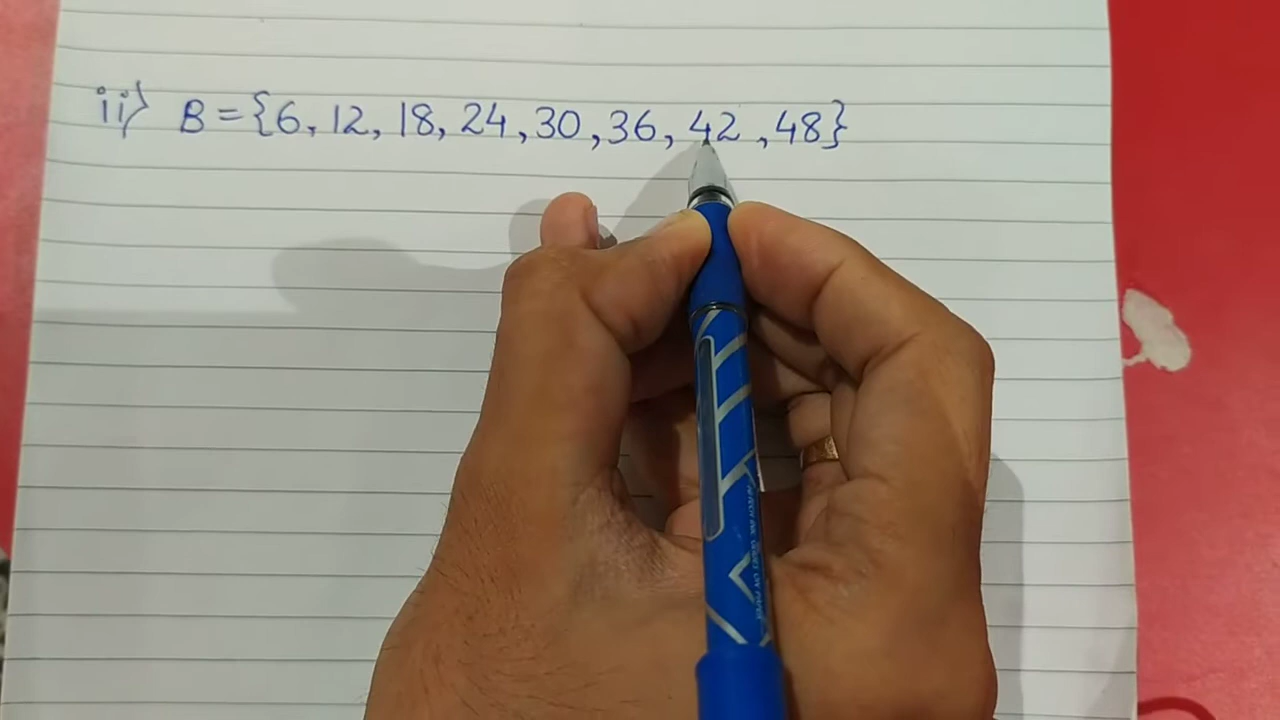 ii) B = {6, 12, 18, 24, 30, 36, 42, 48}